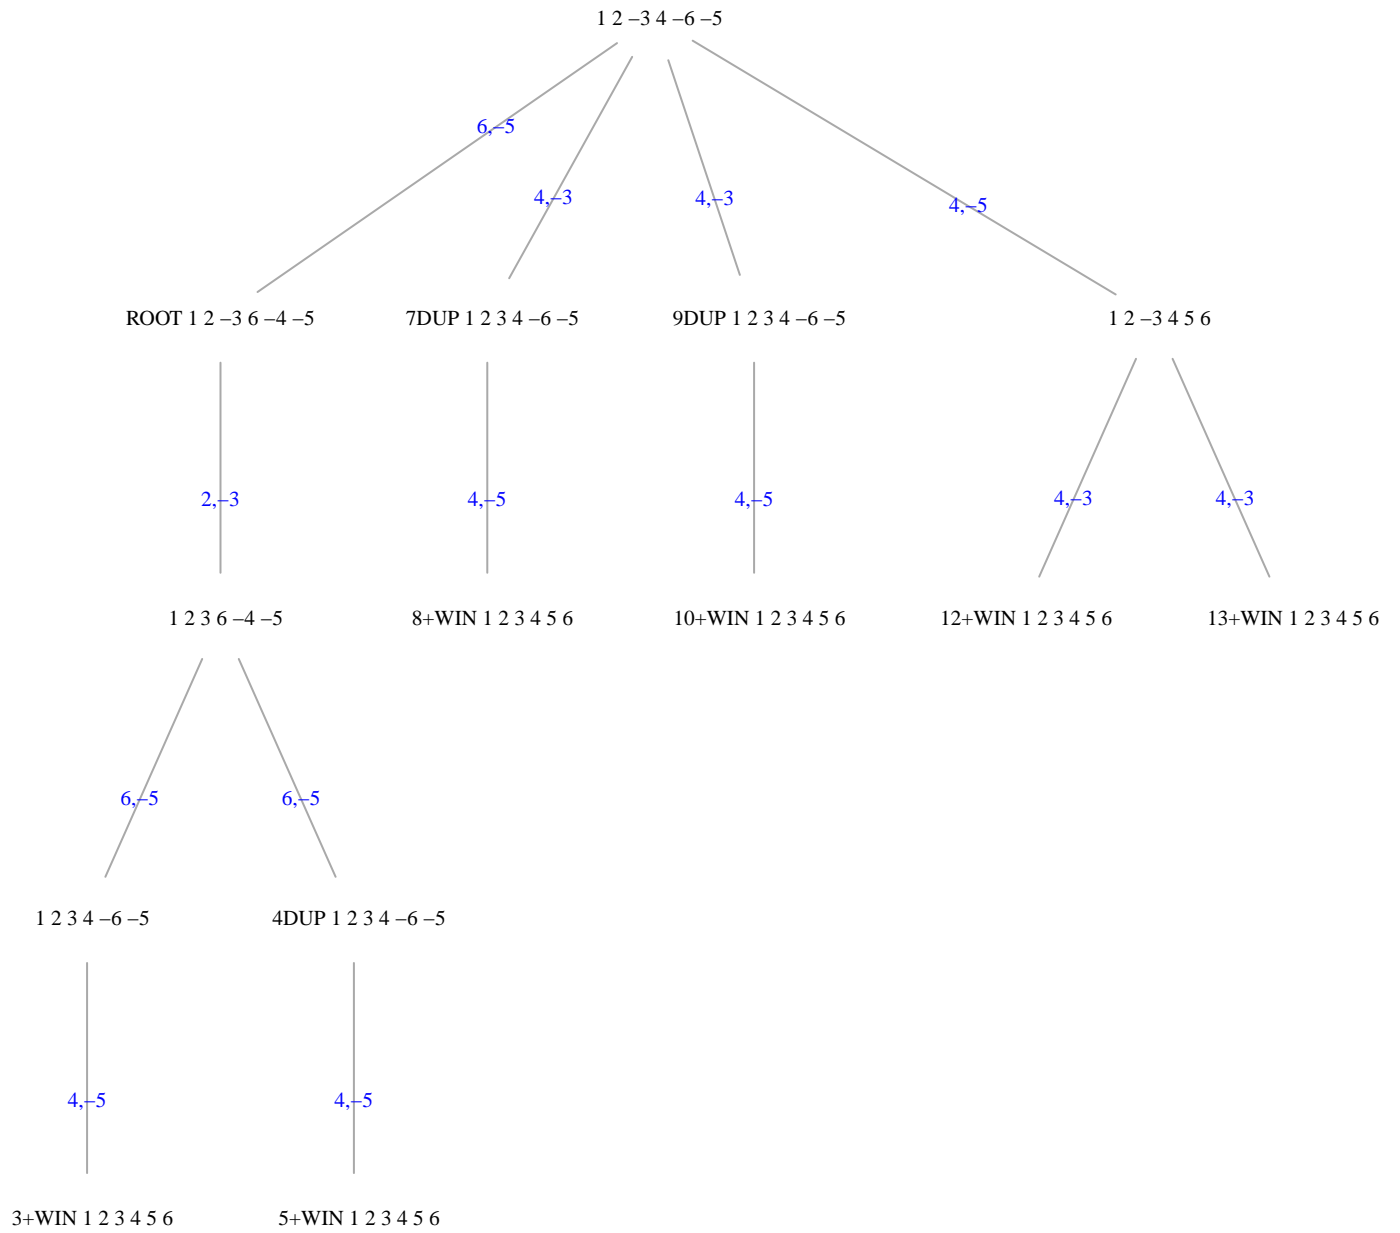 1 2 –3 4 –6 –5
6,–5
4,–3
4,–3
4,–5
ROOT 1 2 –3 6 –4 –5
7DUP 1 2 3 4 –6 –5
9DUP 1 2 3 4 –6 –5
1 2 –3 4 5 6
2,–3
4,–5
4,–5
4,–3
4,–3
1 2 3 6 –4 –5
8+WIN 1 2 3 4 5 6
10+WIN 1 2 3 4 5 6
12+WIN 1 2 3 4 5 6
13+WIN 1 2 3 4 5 6
6,–5
6,–5
1 2 3 4 –6 –5
4DUP 1 2 3 4 –6 –5
4,–5
4,–5
3+WIN 1 2 3 4 5 6
5+WIN 1 2 3 4 5 6